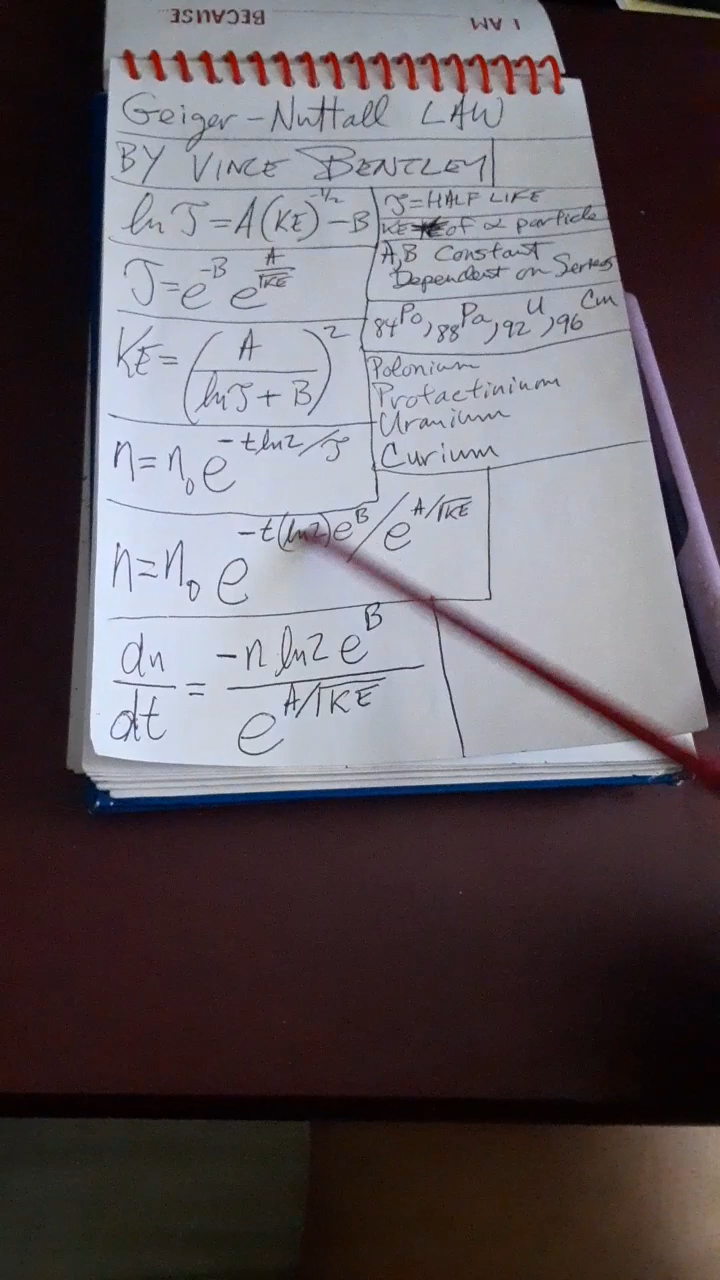 I AM
BECAUSE
Geiger-Nuttall LAW
BY VINCE BENTLEY
ln T = A(KE)^-1/2 - B
T = HALF LIKE
KE of α particle
A, B Constant
Dependent on Series
T = e^-B e^A/√KE
84Po, 88Pa, 92U, 96Cm
KE = (A / (ln T + B))^2
Polonium
Protactinium
Uranium
Curium
n = n₀ e^-t ln2/T
n = n₀ e^-t(ln2)e^B/e^A/√KE
dn/dt = -n ln2 e^B / e^A/√KE